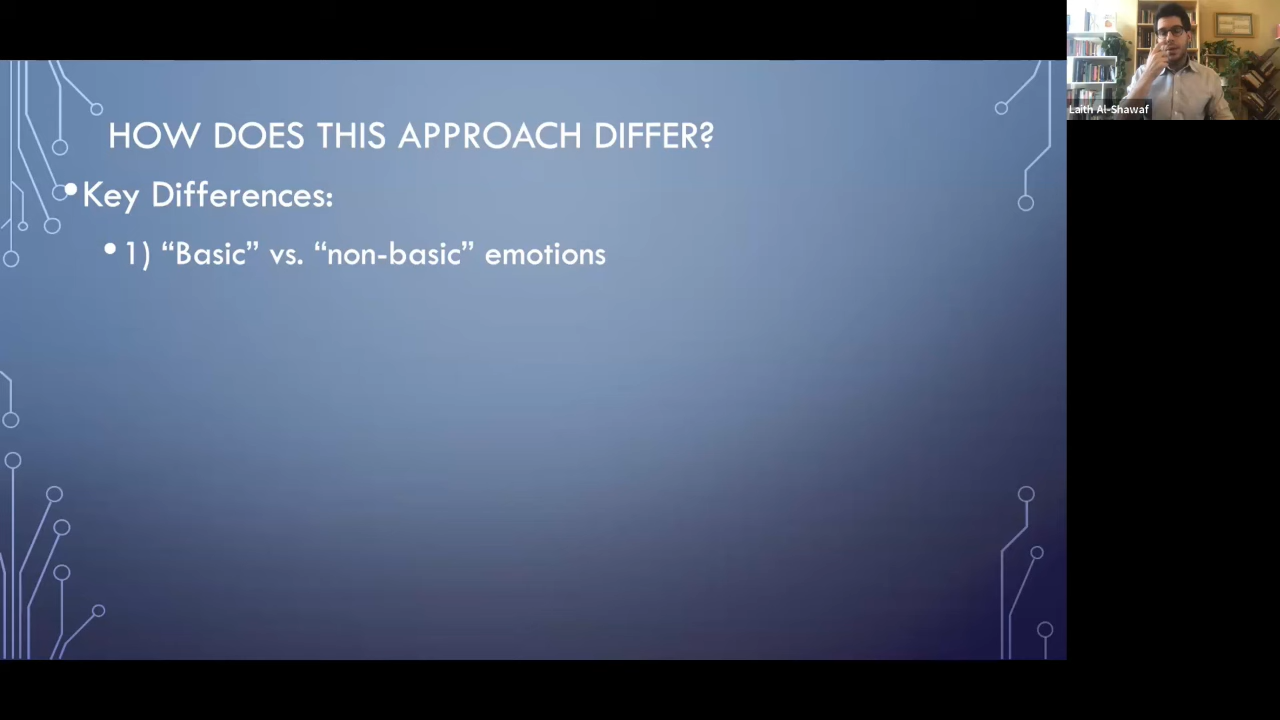 HOW DOES THIS APPROACH DIFFER?
•Key Differences:
•1) “Basic” vs. “non-basic” emotions
Laith Al-Shawaf